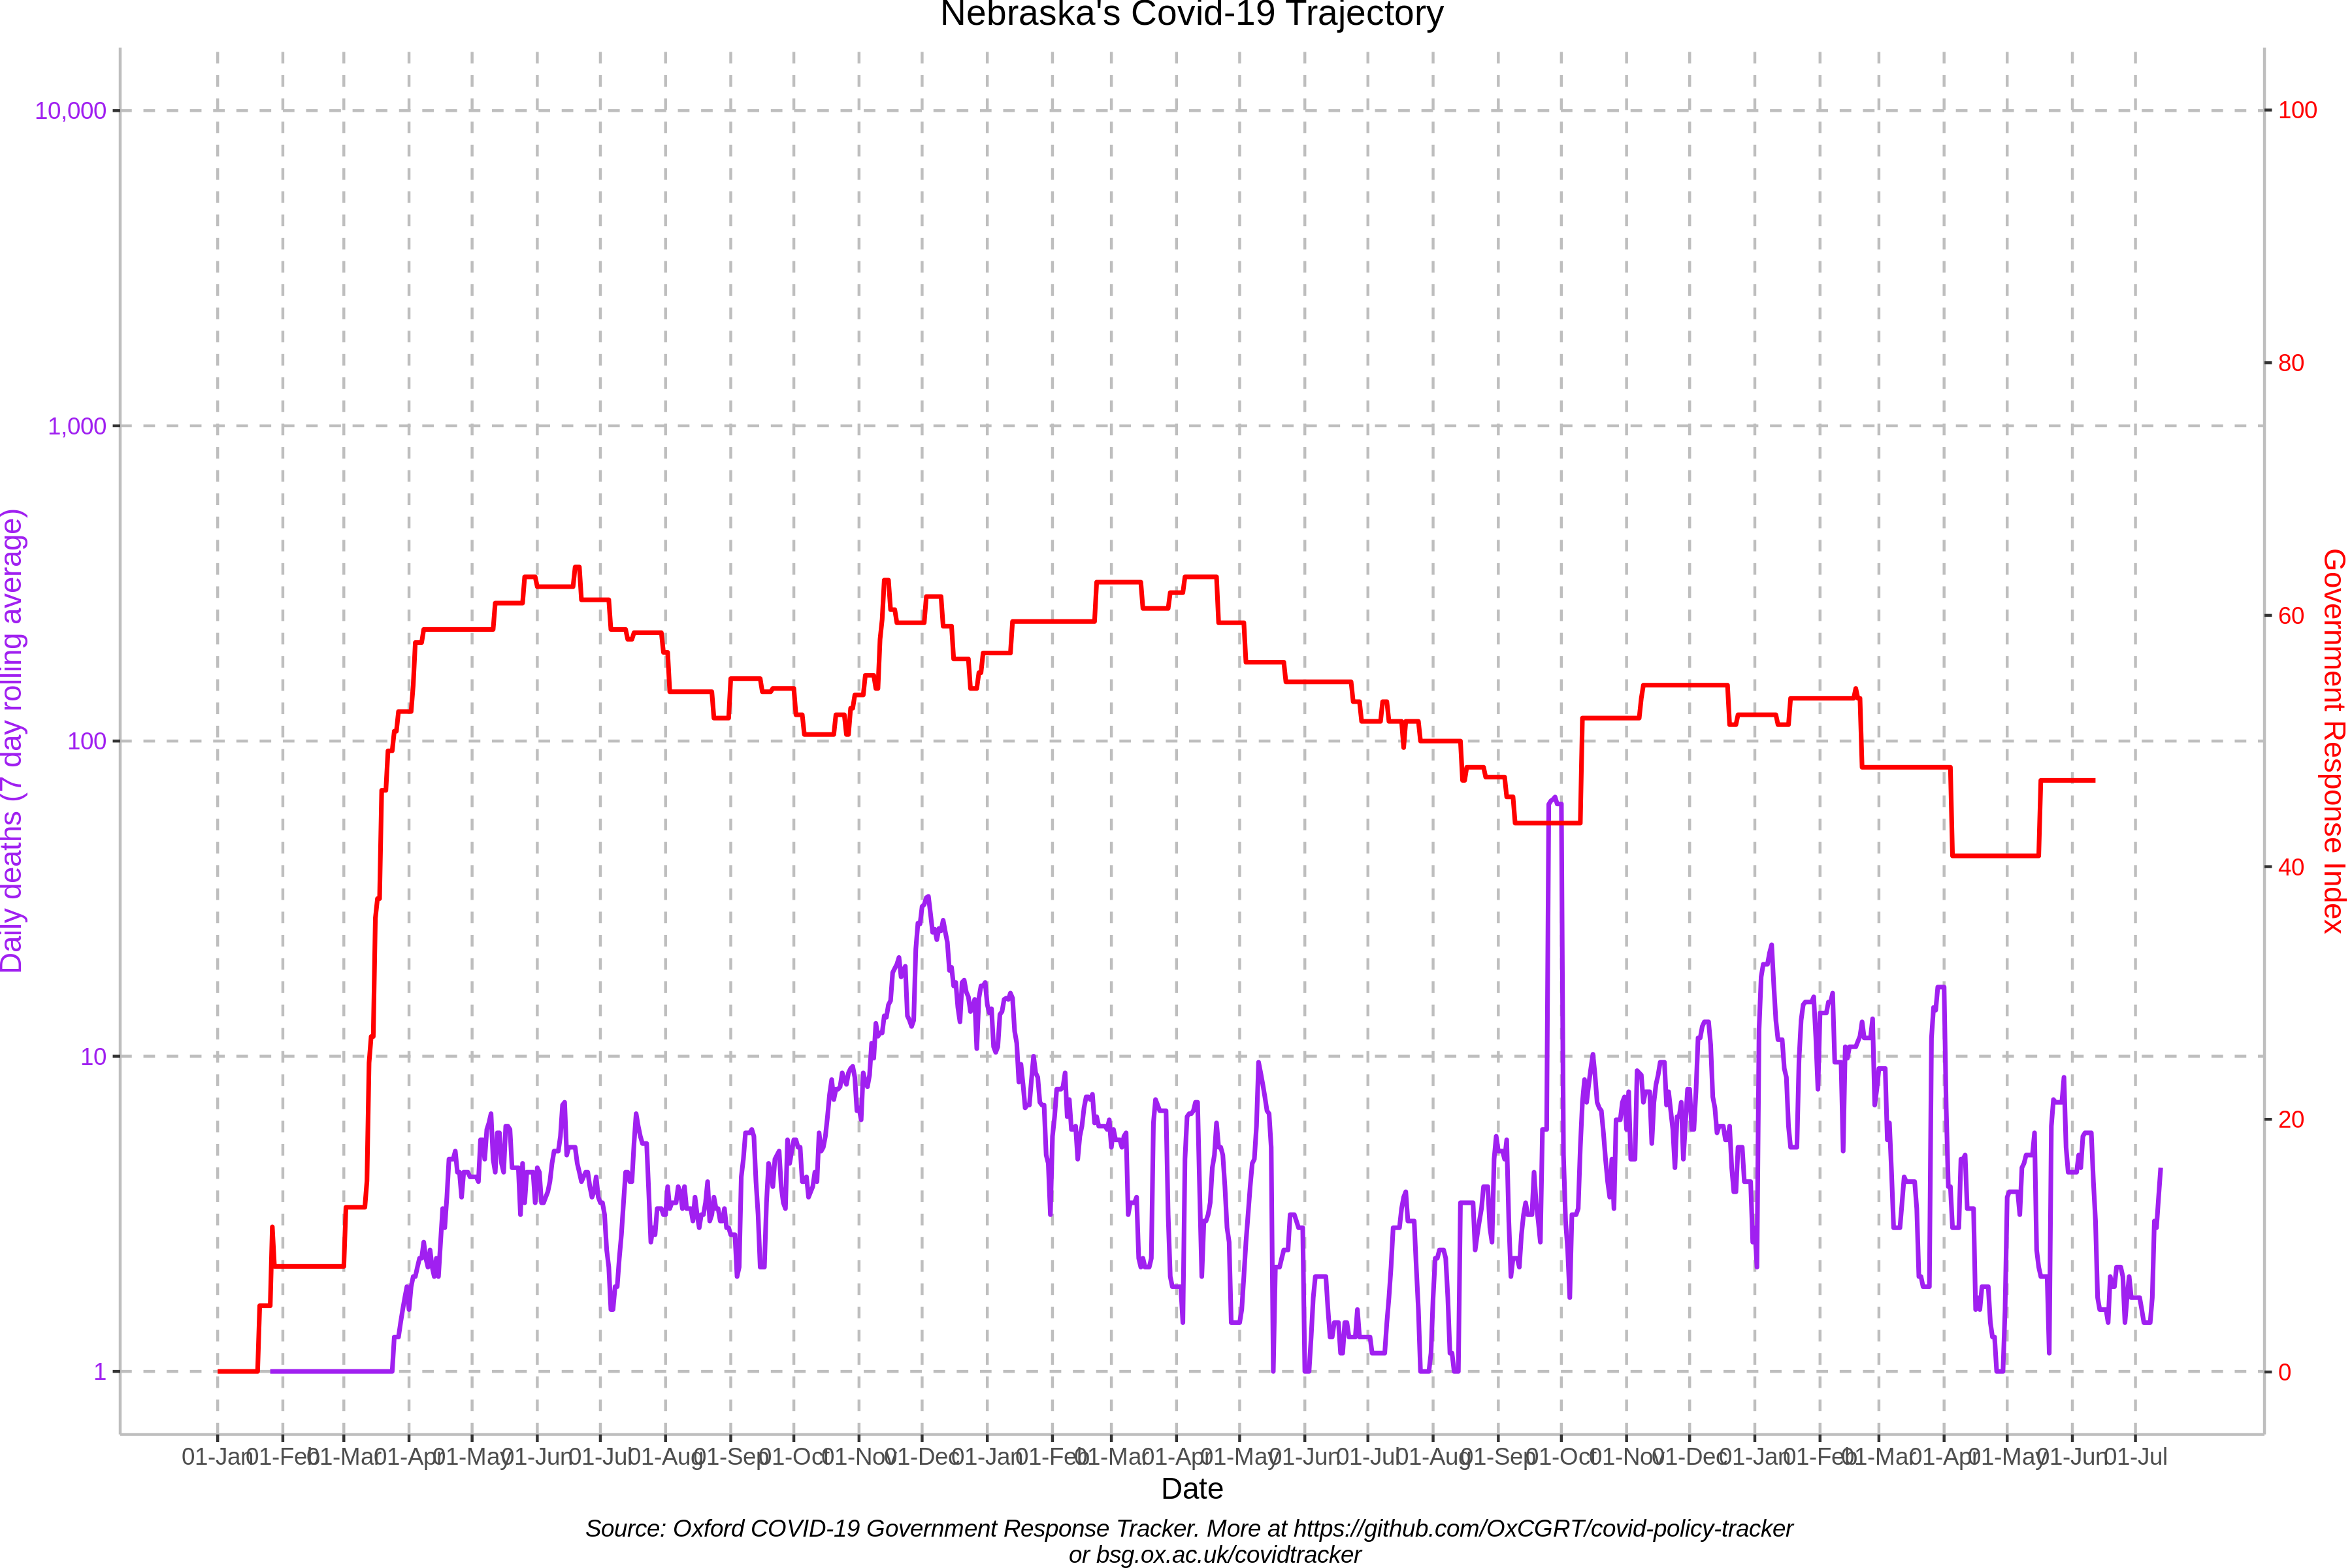 Nebraska's Covid-19 Trajectory
10,000
1,000
100
10
1
Daily deaths (7 day rolling average)
100
80
60
40
20
0
Government Response Index
01-Jan 01-Feb 01-Mar 01-Apr 01-May 01-Jun 01-Jul 01-Aug 01-Sep 01-Oct 01-Nov 01-Dec 01-Jan 01-Feb 01-Mar 01-Apr 01-May 01-Jun 01-Jul 01-Aug 01-Sep 01-Oct 01-Nov 01-Dec 01-Jan 01-Feb 01-Mar 01-Apr 01-May 01-Jun 01-Jul
Date
Source: Oxford COVID-19 Government Response Tracker. More at https://github.com/OxCGRT/covid-policy-tracker
or bsg.ox.ac.uk/covidtracker